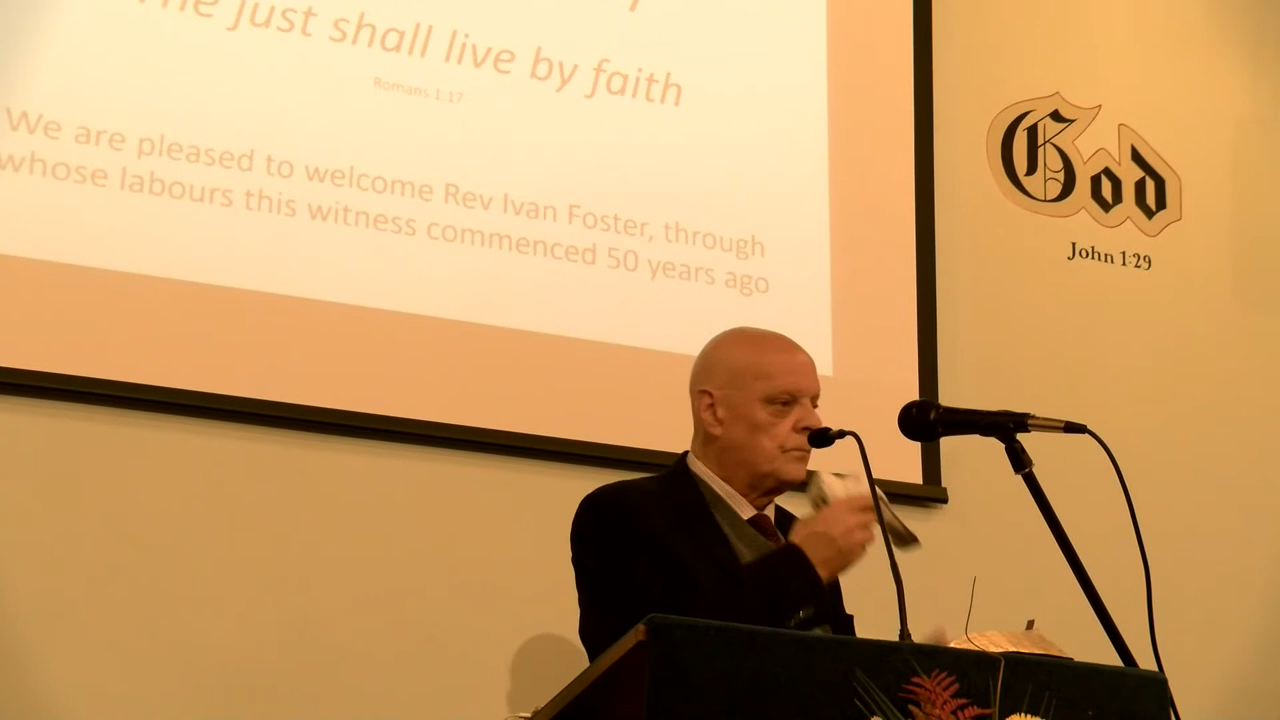 The just shall live by faith
Romans 1.17
We are pleased to welcome Rev Ivan Foster, through
whose labours this witness commenced 50 years ago
God
John 1:29